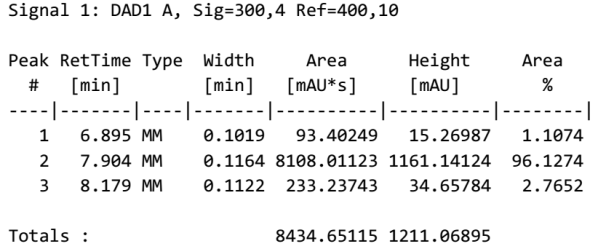 Signal 1: DAD1 A, Sig=300,4 Ref=400,10
Peak RetTime Type  Width     Area      Height     Area
  #   [min]        [min]   [mAU*s]     [mAU]        %
----|-------|----|-------|----------|----------|--------|
   1   6.895 MM    0.1019   93.40249   15.26987   1.1074
   2   7.904 MM    0.1164 8108.01123 1161.14124  96.1274
   3   8.179 MM    0.1122  233.23743   34.65784   2.7652
Totals :                  8434.65115 1211.06895